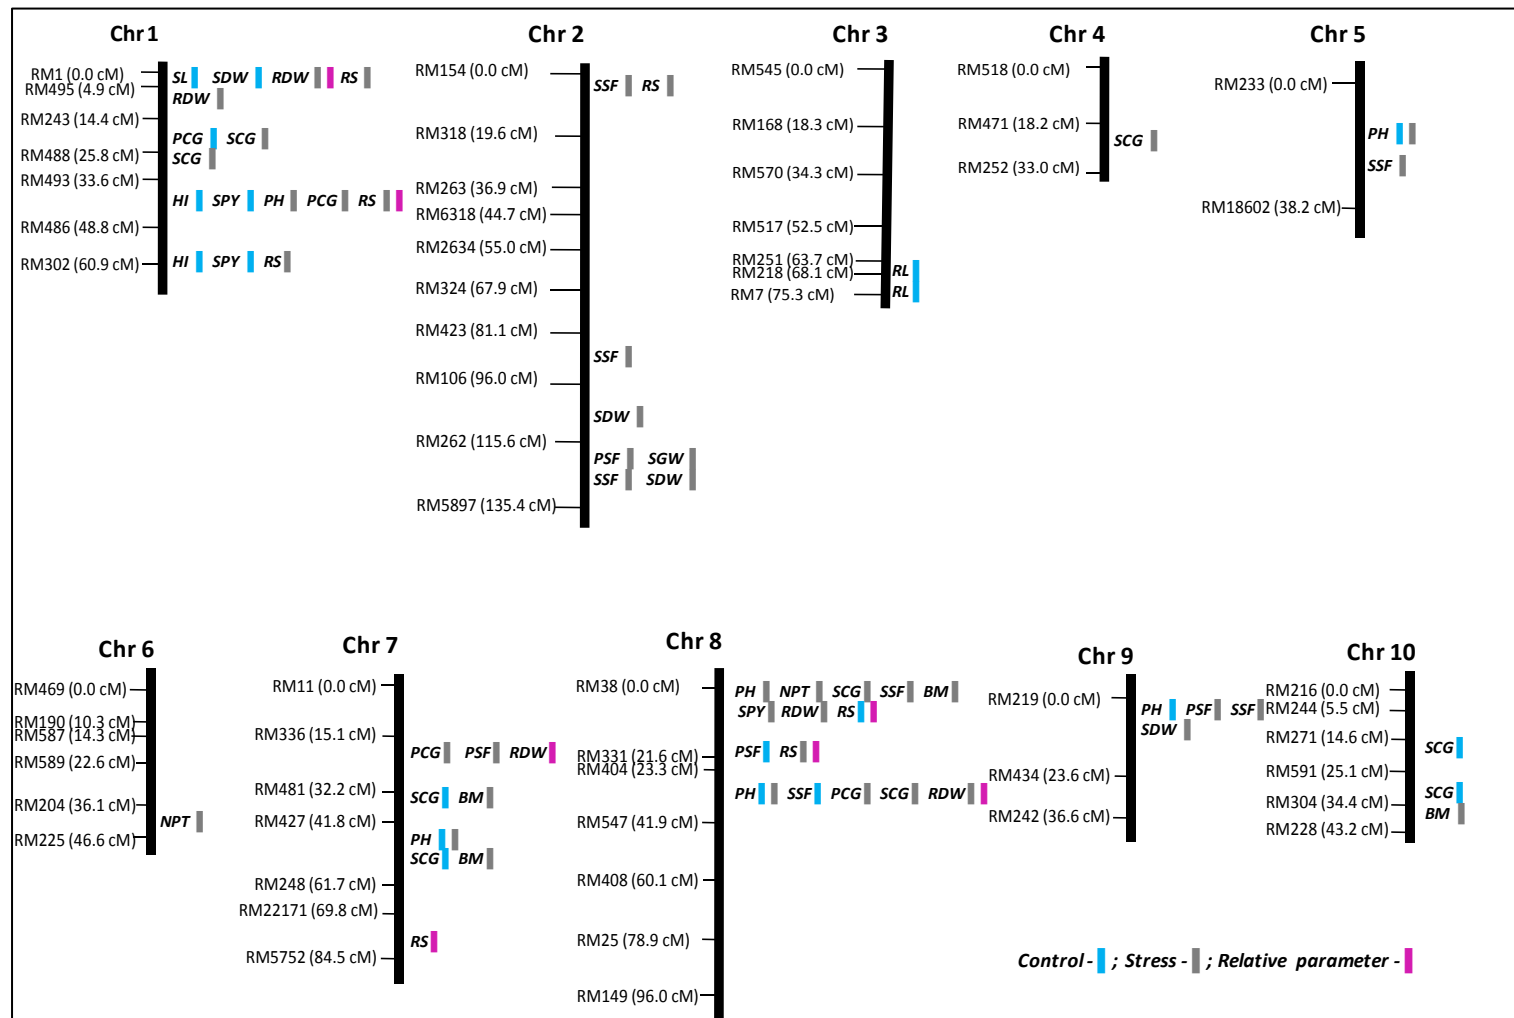 Chr 1
RM1 (0.0 cM)
SL SDW RDW RS
RM495 (4.9 cM)
RDW
RM243 (14.4 cM)
PCG SCG
RM488 (25.8 cM)
SCG
RM493 (33.6 cM)
HI SPY PH PCG RS
RM486 (48.8 cM)
RM302 (60.9 cM)
HI SPY RS
Chr 2
RM154 (0.0 cM)
SSF RS
RM318 (19.6 cM)
RM263 (36.9 cM)
RM6318 (44.7 cM)
RM2634 (55.0 cM)
RM324 (67.9 cM)
RM423 (81.1 cM)
SSF
RM106 (96.0 cM)
SDW
RM262 (115.6 cM)
PSF SGW
SSF SDW
RM5897 (135.4 cM)
Chr 3
RM545 (0.0 cM)
RM168 (18.3 cM)
RM570 (34.3 cM)
RM517 (52.5 cM)
RM251 (63.7 cM)
RM218 (68.1 cM)
RL
RM7 (75.3 cM)
RL
Chr 4
RM518 (0.0 cM)
RM471 (18.2 cM)
SCG
RM252 (33.0 cM)
Chr 5
RM233 (0.0 cM)
PH
SSF
RM18602 (38.2 cM)
Chr 6
RM469 (0.0 cM)
RM190 (10.3 cM)
RM587 (14.3 cM)
RM589 (22.6 cM)
RM204 (36.1 cM)
NPT
RM225 (46.6 cM)
Chr 7
RM11 (0.0 cM)
RM336 (15.1 cM)
PCG PSF RDW
RM481 (32.2 cM)
SCG BM
RM427 (41.8 cM)
PH
SCG BM
RM248 (61.7 cM)
RM22171 (69.8 cM)
RS
RM5752 (84.5 cM)
Chr 8
RM38 (0.0 cM)
PH NPT SCG SSF BM
SPY RDW RS
RM331 (21.6 cM)
PSF RS
RM404 (23.3 cM)
PH SSF PCG SCG RDW
RM547 (41.9 cM)
RM408 (60.1 cM)
RM25 (78.9 cM)
RM149 (96.0 cM)
Chr 9
RM219 (0.0 cM)
PH PSF SSF
SDW
RM434 (23.6 cM)
RM242 (36.6 cM)
Chr 10
RM216 (0.0 cM)
RM244 (5.5 cM)
RM271 (14.6 cM)
SCG
RM591 (25.1 cM)
SCG
RM304 (34.4 cM)
BM
RM228 (43.2 cM)
Control - ; Stress - ; Relative parameter -